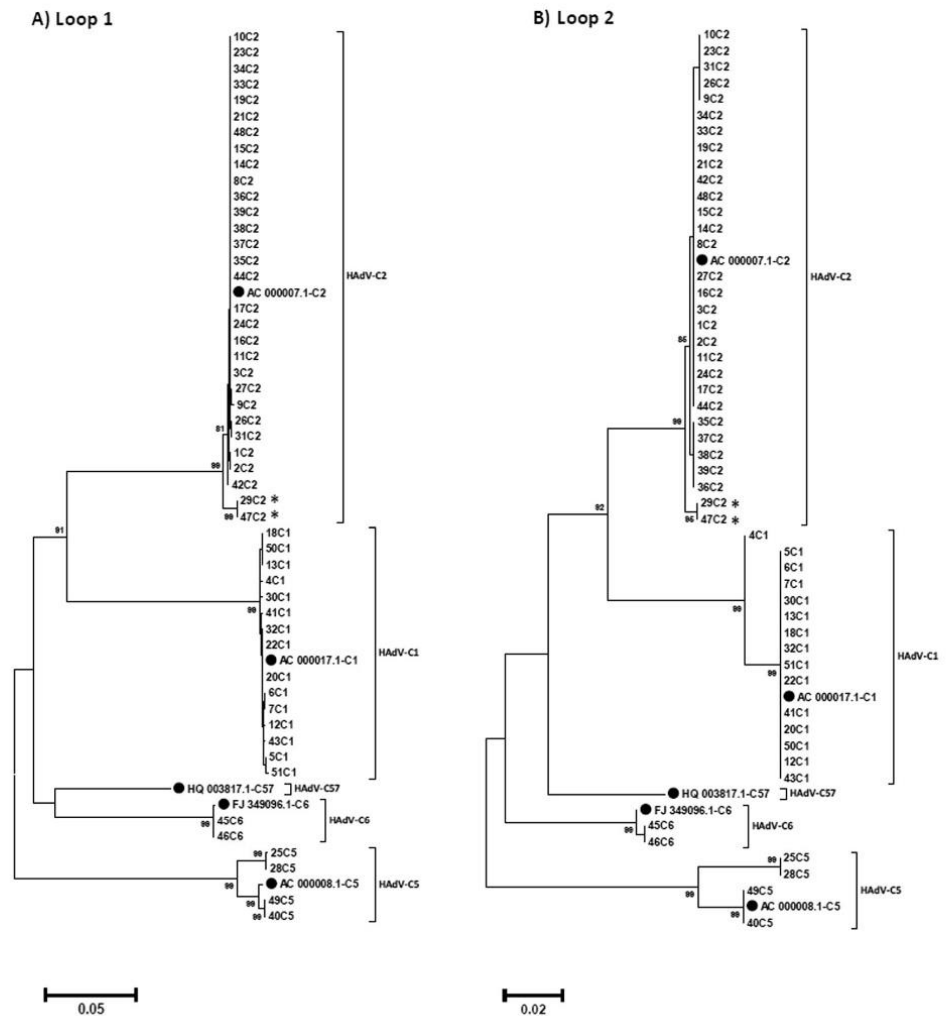 A) Loop 1
10C2
23C2
34C2
33C2
19C2
21C2
48C2
15C2
14C2
8C2
36C2
39C2
38C2
37C2
35C2
44C2
AC 000007.1-C2
17C2
24C2
16C2
11C2
3C2
27C2
9C2
26C2
31C2
1C2
2C2
42C2
29C2 *
47C2 *
HAdV-C2
81
99
99
91
18C1
50C1
13C1
4C1
30C1
41C1
32C1
22C1
AC 000017.1-C1
20C1
6C1
7C1
12C1
43C1
5C1
51C1
HAdV-C1
99
HQ 003817.1-C57
HAdV-C57
FJ 349096.1-C6
45C6
46C6
HAdV-C6
99
25C5
28C5
AC 000008.1-C5
49C5
40C5
HAdV-C5
99
99
99
0.05
B) Loop 2
10C2
23C2
31C2
26C2
9C2
34C2
33C2
19C2
21C2
42C2
48C2
15C2
14C2
8C2
AC 000007.1-C2
27C2
16C2
3C2
1C2
2C2
11C2
24C2
17C2
44C2
35C2
37C2
38C2
39C2
36C2
29C2 *
47C2 *
HAdV-C2
99
92
4C1
5C1
6C1
7C1
30C1
13C1
18C1
32C1
51C1
22C1
AC 000017.1-C1
41C1
20C1
50C1
12C1
43C1
HAdV-C1
99
99
HQ 003817.1-C57
HAdV-C57
FJ 349096.1-C6
45C6
46C6
HAdV-C6
99
25C5
28C5
49C5
AC 000008.1-C5
40C5
HAdV-C5
99
99
99
0.02